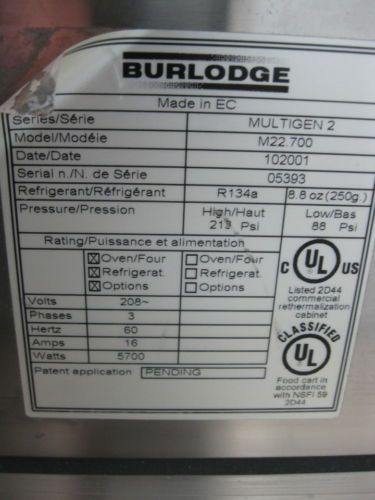 BURLODGE
Made in EC
Series/Série MULTIGEN 2
Model/Modéie M22.700
Date/Date 102001
Serial n./N. de Série 05393
Refrigerant/Réfrigérant R134a 8.8 oz (250g.)
Pressure/Pression High/Haut 213 Psi Low/Bas 88 Psi
Rating/Puissance et alimentation
Oven/Four Oven/Four
Refrigerat. Refrigerat.
Options Options
Volts 208~
Phases 3
Hertz 60
Amps 16
Watts 5700
Patent application PENDING
C UL US
Listed 2D44
commercial
rethermalization
cabinet
CLASSIFIED
UL
Food cart in
accordance
with NSFI 59
2D44